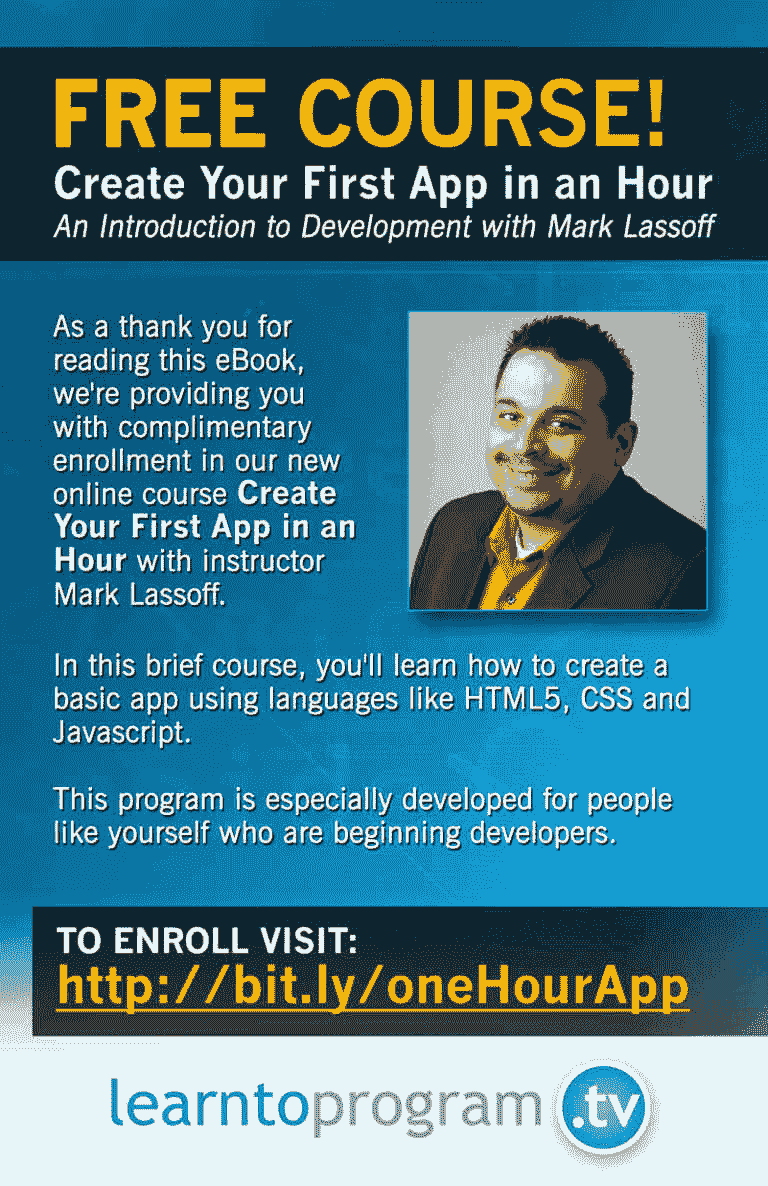 FREE COURSE!
Create Your First App in an Hour
An Introduction to Development with Mark Lassoff
As a thank you for
reading this eBook,
we're providing you
with complimentary
enrollment in our new
online course Create
Your First App in an
Hour with instructor
Mark Lassoff.
In this brief course, you'll learn how to create a
basic app using languages like HTML5, CSS and
Javascript.
This program is especially developed for people
like yourself who are beginning developers.
TO ENROLL VISIT:
http://bit.ly/oneHourApp
learntoprogram .tv